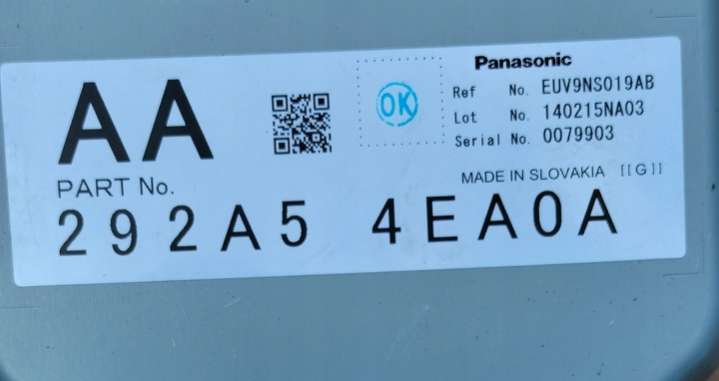 AA
OK
Panasonic
Ref No. EUV9NS019AB
Lot No. 140215NA03
Serial No. 0079903
PART No.
MADE IN SLOVAKIA [[G]]
292A5 4EA0A